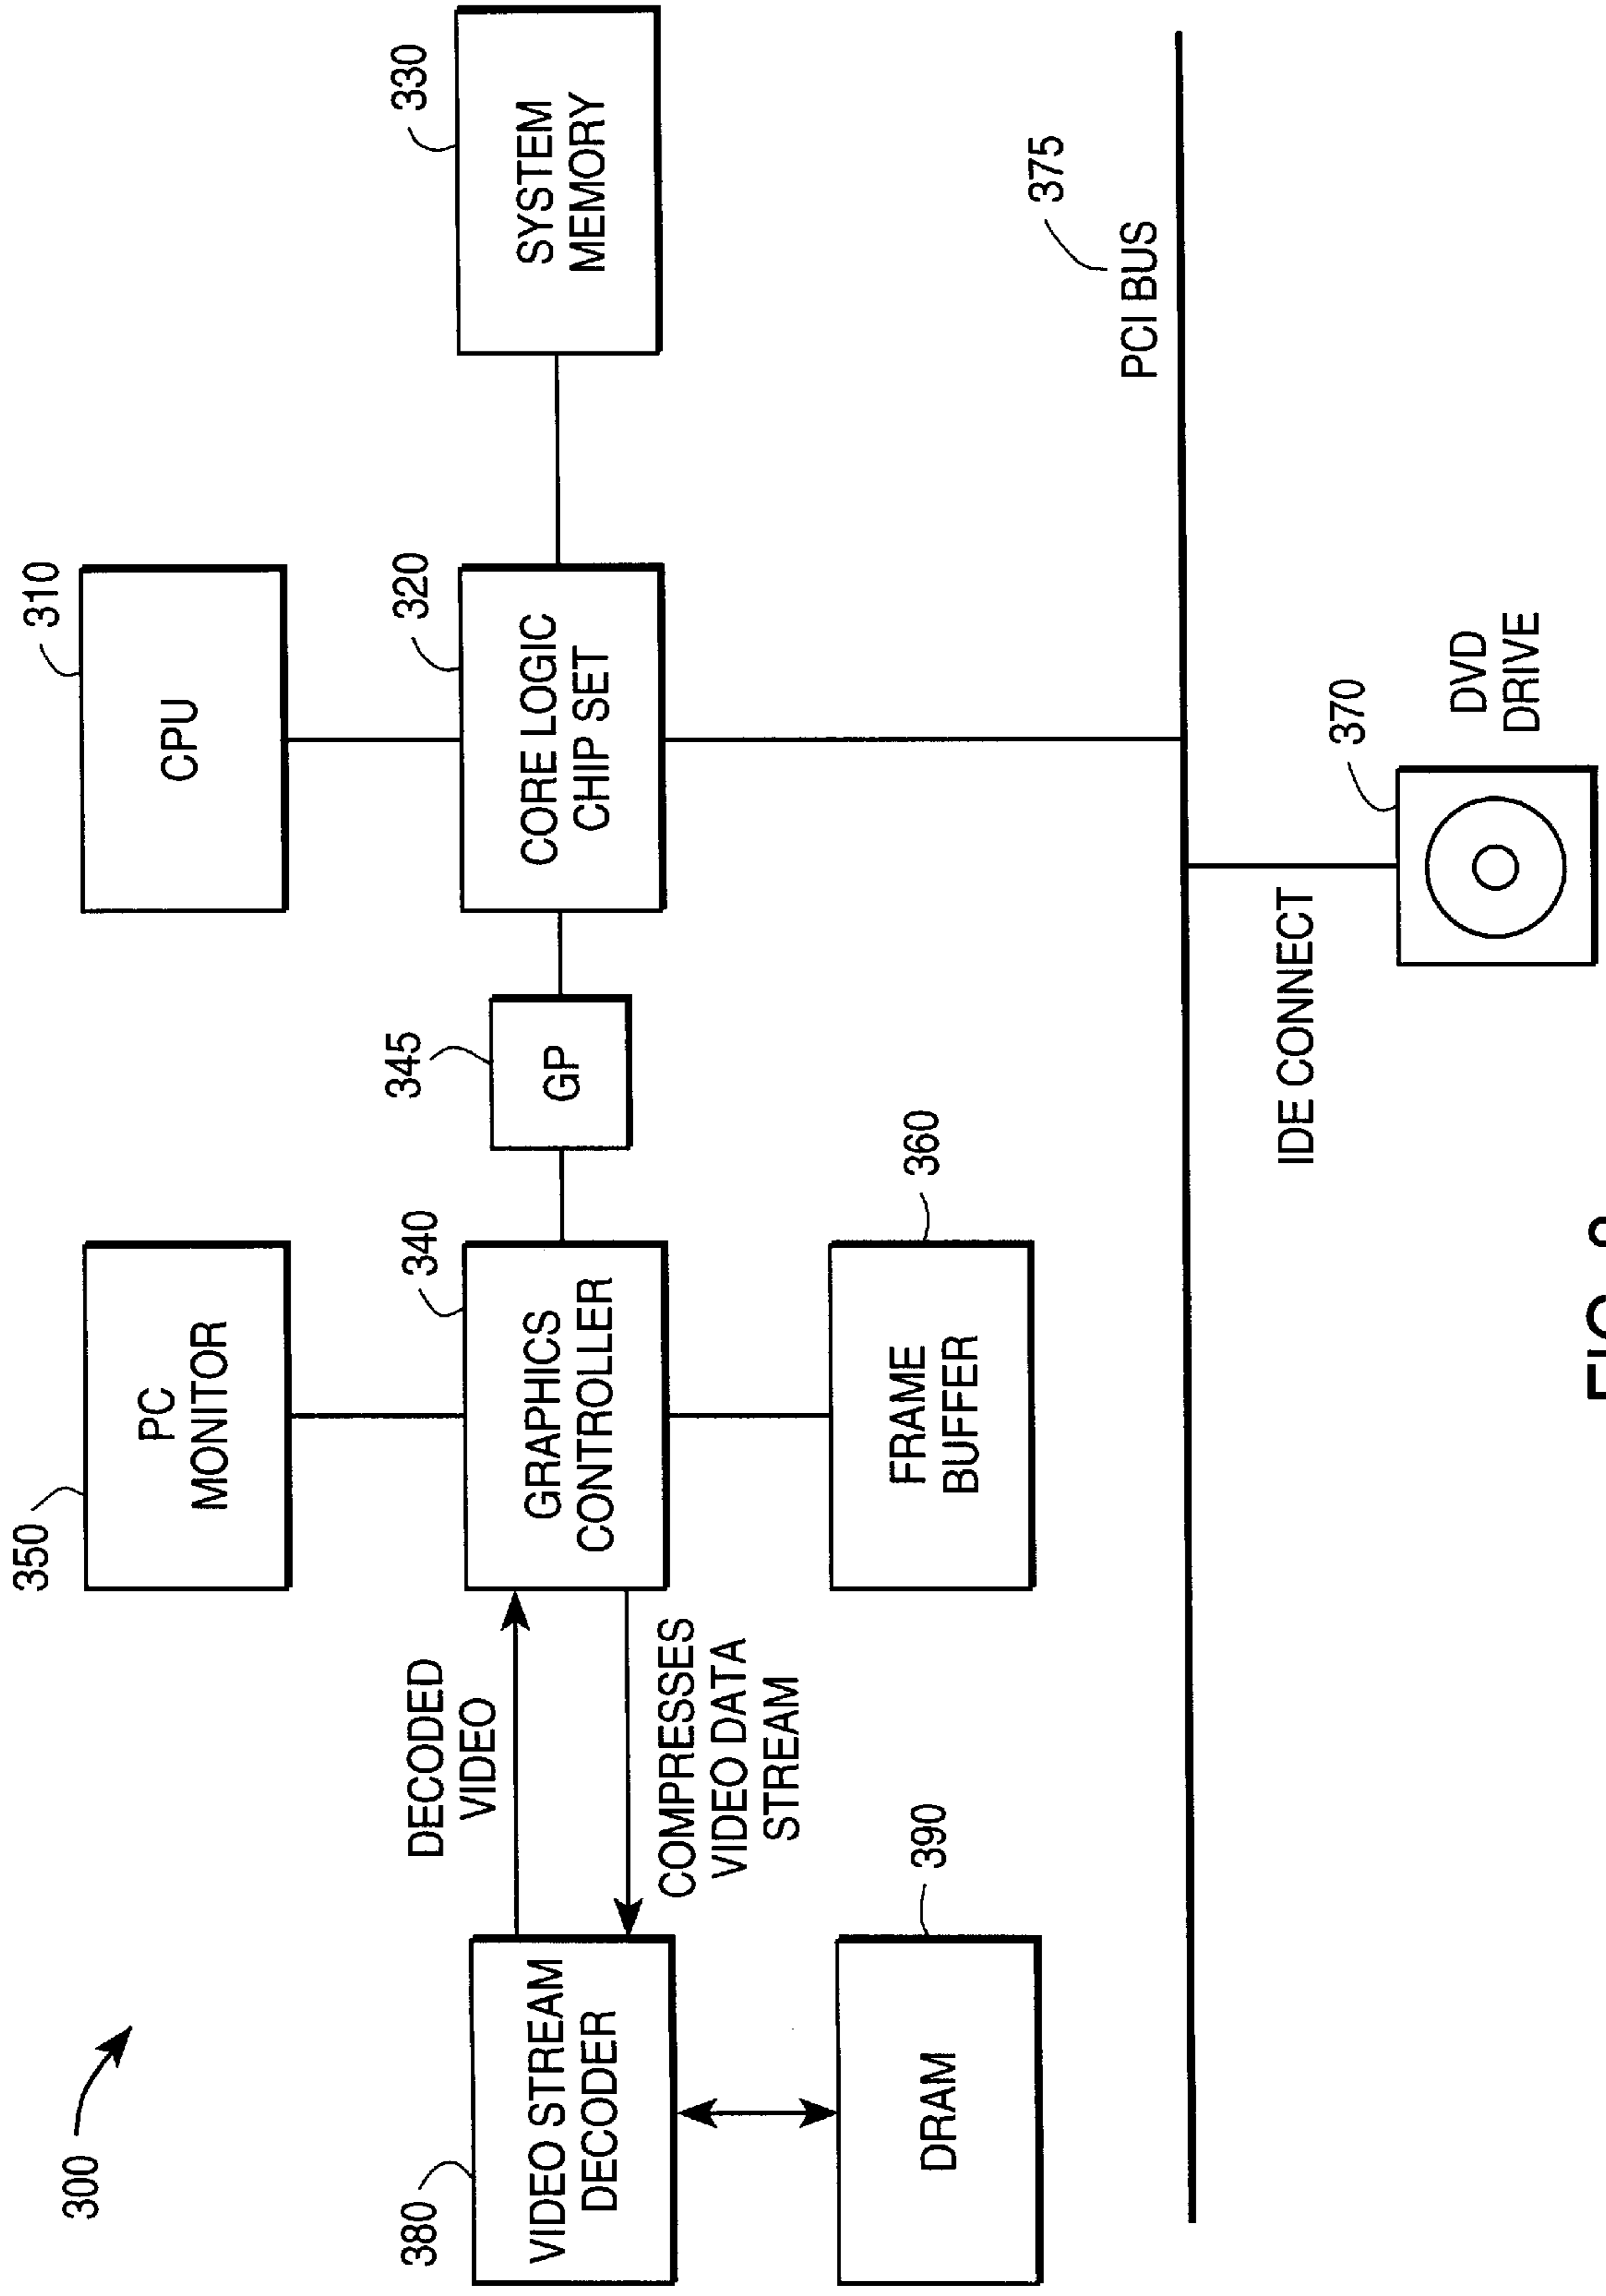 300
350
PC
MONITOR
310
CPU
380
VIDEO STREAM
DECODER
DECODED
VIDEO
COMPRESSES
VIDEO DATA
STREAM
340
GRAPHICS
CONTROLLER
345
GP
320
CORE LOGIC
CHIP SET
330
SYSTEM
MEMORY
390
DRAM
360
FRAME
BUFFER
375
PCI BUS
IDE CONNECT
370
DVD
DRIVE